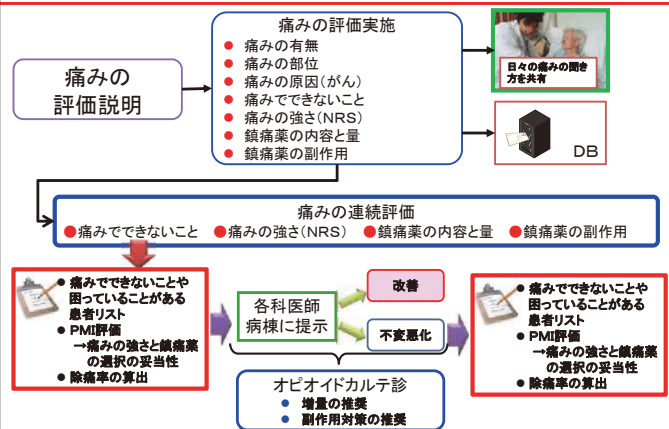 痛みの
評価説明
痛みの評価実施
● 痛みの有無
● 痛みの部位
● 痛みの原因(がん)
● 痛みでできないこと
● 痛みの強さ(NRS)
● 鎮痛薬の内容と量
● 鎮痛薬の副作用
日々の痛みの聞き
方を共有
DB
痛みの連続評価
●痛みでできないこと ●痛みの強さ(NRS) ●鎮痛薬の内容と量 ●鎮痛薬の副作用
● 痛みでできないことや
困っていることがある
患者リスト
● PMI評価
→痛みの強さと鎮痛薬
の選択の妥当性
● 除痛率の算出
各科医師
病棟に提示
改善
不変悪化
オピオイドカルテ診
● 増量の推奨
● 副作用対策の推奨
● 痛みでできないことや
困っていることがある
患者リスト
● PMI評価
→痛みの強さと鎮痛薬
の選択の妥当性
● 除痛率の算出